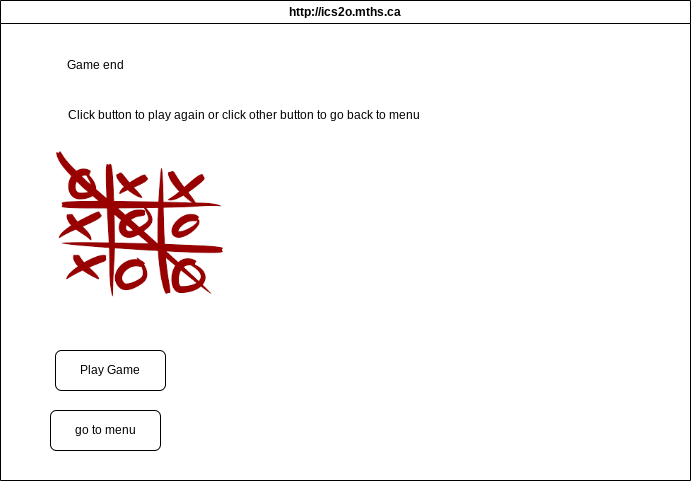 http://ics2o.mths.ca
Game end
Click button to play again or click other button to go back to menu
O X X
X O O
X O O
Play Game
go to menu